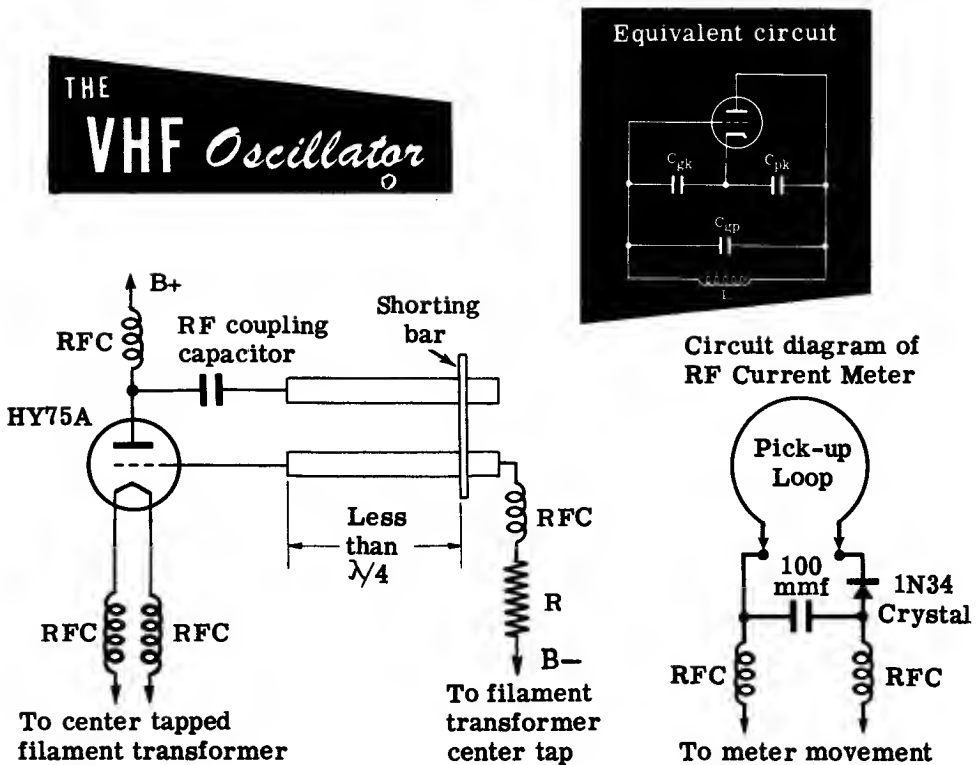 THE
VHF Oscillator
Equivalent circuit
Cgk
Cpk
Cgp
L
B+
RFC
RF coupling
capacitor
Shorting
bar
HY75A
Less
than
λ/4
RFC
R
B−
RFC
RFC
To center tapped
filament transformer
To filament
transformer
center tap
Circuit diagram of
RF Current Meter
Pick-up
Loop
100
mmf
1N34
Crystal
RFC
RFC
To meter movement